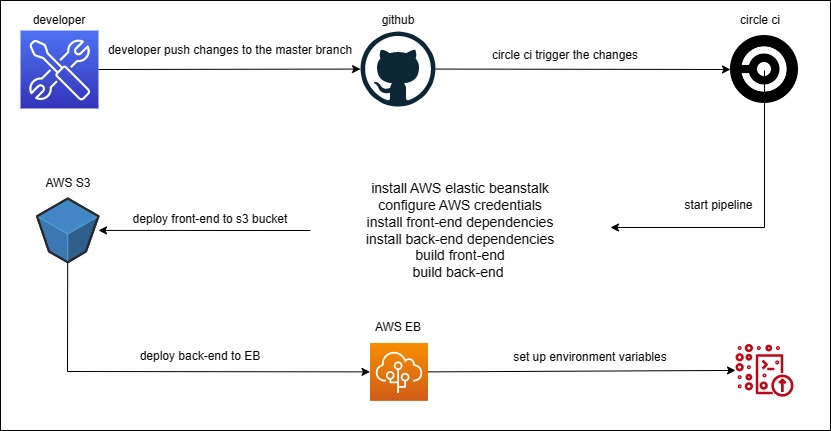 developer
github
circle ci
developer push changes to the master branch
circle ci trigger the changes
AWS S3
install AWS elastic beanstalk
configure AWS credentials
install front-end dependencies
install back-end dependencies
build front-end
build back-end
start pipeline
deploy front-end to s3 bucket
AWS EB
deploy back-end to EB
set up environment variables